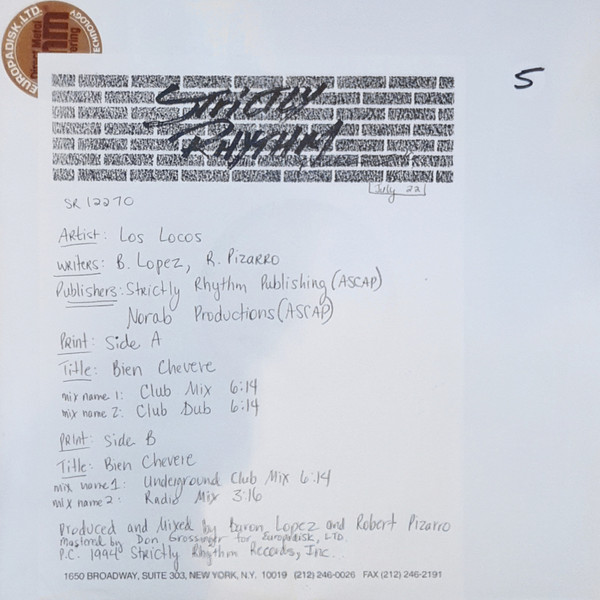 EUROPADISK, LTD.
TECHNOLOGY
Direct Metal
Mastering
5
STRICTLY
RHYTHM
July 22
SR 12270
Artist: Los Locos
Writers: B. Lopez, R. Pizarro
Publishers: Strictly Rhythm Publishing (ASCAP)
Norab Productions (ASCAP)
Print: Side A
Title: Bien Chevere
mix name 1: Club Mix 6:14
mix name 2: Club Dub 6:14
Print: Side B
Title: Bien Chevere
mix name 1: Underground Club Mix 6:14
mix name 2: Radio Mix 3:16
Produced and Mixed by Baron Lopez and Robert Pizarro
Mastered by Don Grossinger for Europadisk, LTD.
P.C. 1994 Strictly Rhythm Records, Inc.
1650 BROADWAY, SUITE 303, NEW YORK, N.Y. 10019 (212) 246-0026 FAX (212) 246-2191